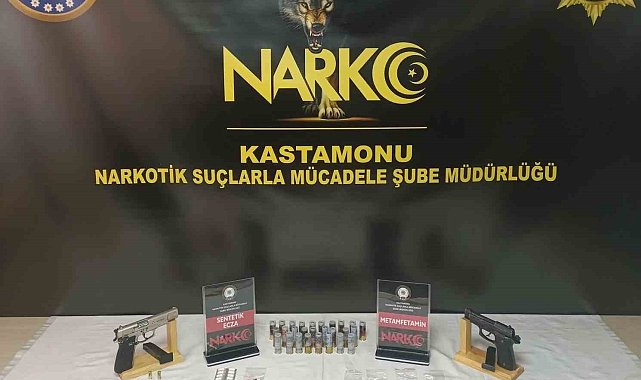 NARKO
KASTAMONU
NARKOTİK SUÇLARLA MÜCADELE ŞUBE MÜDÜRLÜĞÜ
SENTETİK
ECZA
NARKO
METAMFETAMİN
NARKO